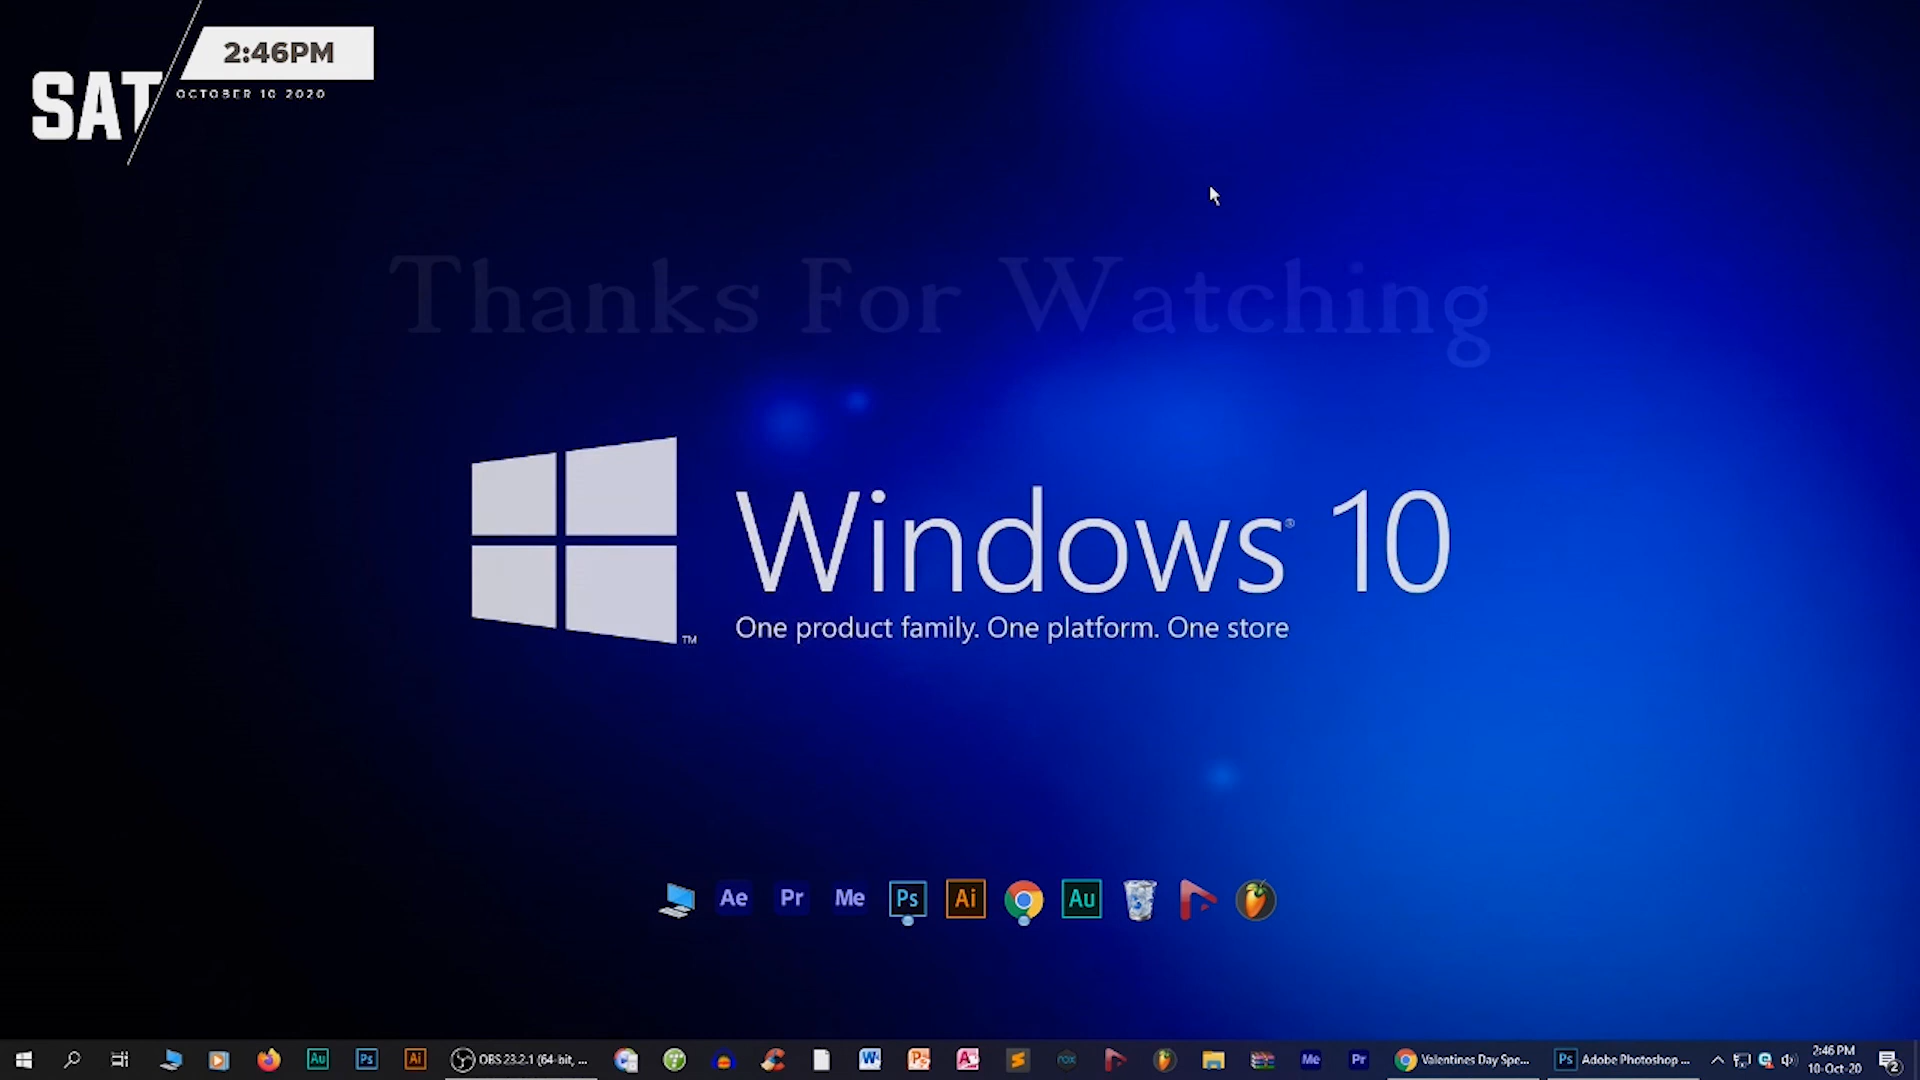 2:46PM
SAT
OCTOBER 10 2020
Thanks For Watching
Windows® 10
TM
One product family. One platform. One store
Ae Pr Me Ps Ai Au
Au Ps Ai OBS 23.2.1 (64-bit, ... Me Pr Valentines Day Spe... Ps Adobe Photoshop ... 2:46 PM
10-Oct-20 2